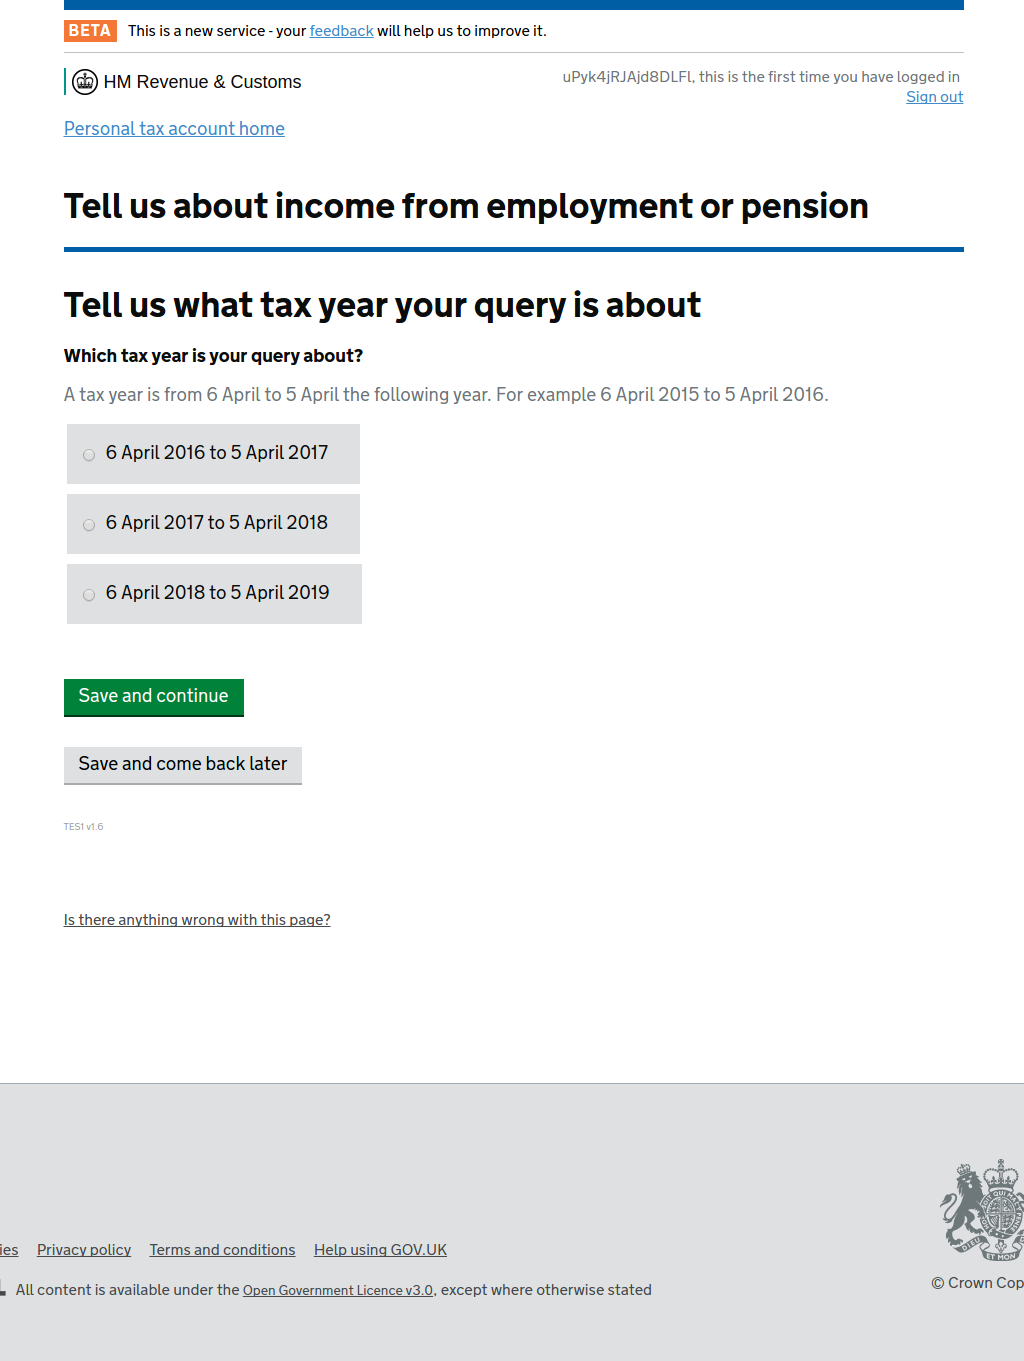 BETA This is a new service - your feedback will help us to improve it.
HM Revenue & Customs
uPyk4jRJAjd8DLFl, this is the first time you have logged in
Sign out
Personal tax account home
Tell us about income from employment or pension
Tell us what tax year your query is about
Which tax year is your query about?
A tax year is from 6 April to 5 April the following year. For example 6 April 2015 to 5 April 2016.
6 April 2016 to 5 April 2017
6 April 2017 to 5 April 2018
6 April 2018 to 5 April 2019
Save and continue
Save and come back later
TES1 v1.6
Is there anything wrong with this page?
ies Privacy policy Terms and conditions Help using GOV.UK
All content is available under the Open Government Licence v3.0, except where otherwise stated
© Crown Cop